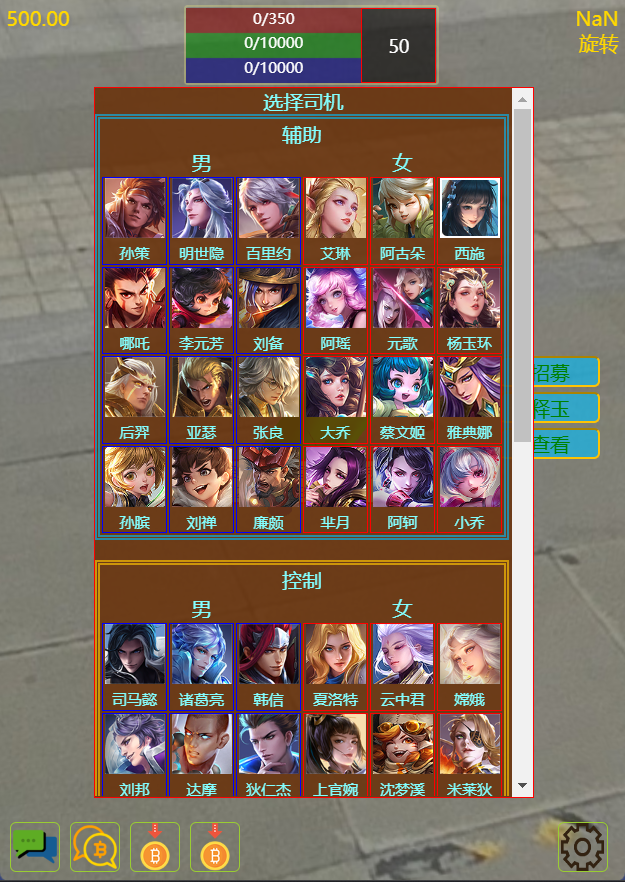 500.00
0/350
0/10000
0/10000
50
NaN
旋转
选择司机
辅助
男 女
孙策 明世隐 百里约 艾琳 阿古朵 西施
哪吒 李元芳 刘备 阿瑶 元歌 杨玉环
后羿 亚瑟 张良 大乔 蔡文姬 雅典娜
孙膑 刘禅 廉颇 芈月 阿轲 小乔
招募
释玉
查看
控制
男 女
司马懿 诸葛亮 韩信 夏洛特 云中君 嫦娥
刘邦 达摩 狄仁杰 上官婉 沈梦溪 米莱狄